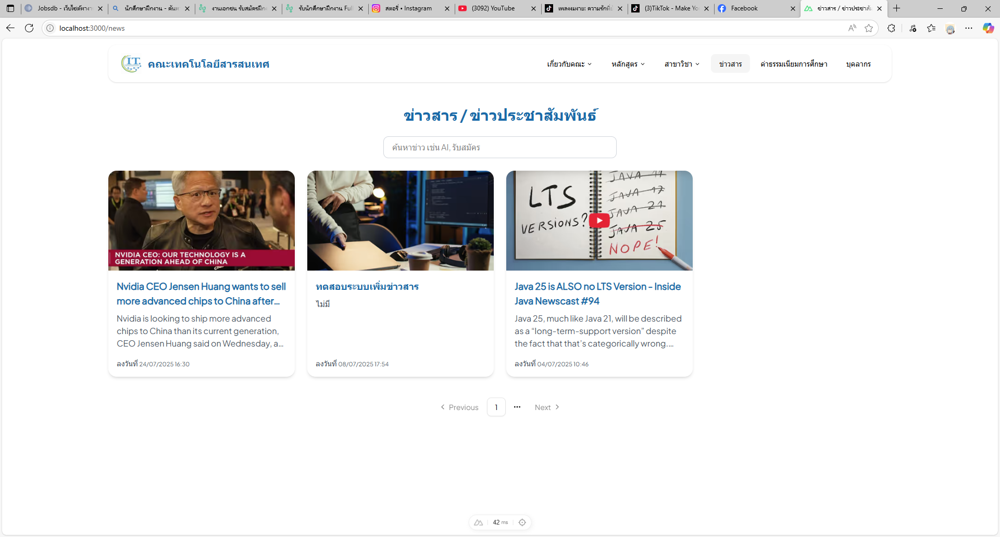 Jobsdb - เว็บไซต์หางา
นักศึกษาฝึกงาน - ค้นห
งานเอกชน รับสมัครฝึก
รับนักศึกษาฝึกงาน Full
สตอรี่ • Instagram
(3092) YouTube
เพลงงมงาย: ความรักที่
(3)TikTok - Make Yo
Facebook
ข่าวสาร / ข่าวประชาสัม
localhost:3000/news
IT
คณะเทคโนโลยีสารสนเทศ
เกี่ยวกับคณะ
หลักสูตร
สาขาวิชา
ข่าวสาร
ค่าธรรมเนียมการศึกษา
บุคลากร
ข่าวสาร / ข่าวประชาสัมพันธ์
ค้นหาข่าว เช่น AI, รับสมัคร
NVIDIA CEO: OUR TECHNOLOGY IS A
GENERATION AHEAD OF CHINA
Nvidia CEO Jensen Huang wants to sell
more advanced chips to China after…
Nvidia is looking to ship more advanced
chips to China than its current generation,
CEO Jensen Huang said on Wednesday, a…
ลงวันที่ 24/07/2025 16:30
ทดสอบระบบเพิ่มข่าวสาร
ไม่มี
ลงวันที่ 08/07/2025 17:54
LTS
VERSIONS?
JAVA 11
JAVA 17
JAVA 21
JAVA 25
NOPE!
Java 25 is ALSO no LTS Version - Inside
Java Newscast #94
Java 25, much like Java 21, will be described
as a “long-term-support version” despite
the fact that that’s categorically wrong.…
ลงวันที่ 04/07/2025 10:46
Previous
1
Next
42 ms